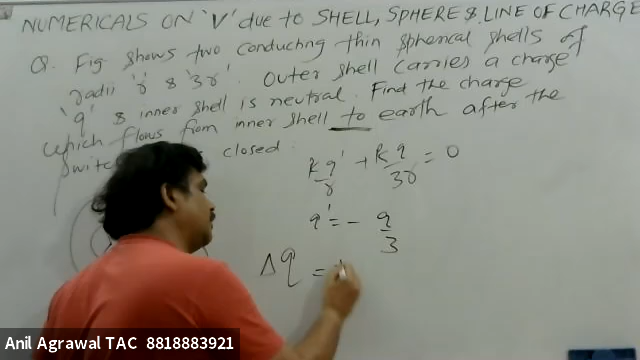 NUMERICALS ON 'V' due to SHELL, SPHERE & LINE OF CHARGE
Q. Fig shows two conducting thin spherical shells of
radii 'r' & '3r'. Outer shell carries a charge
'q' & inner shell is neutral. Find the charge
which flows from inner shell to earth after the
switch closed.
kq'/r + kq/3r = 0
q' = - q/3
Δq =
Anil Agrawal TAC 8818883921